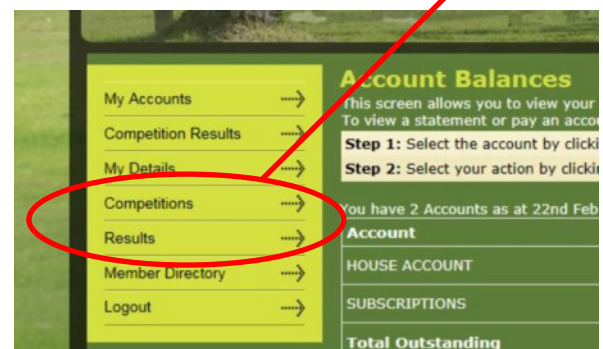 My Accounts
Competition Results
My Details
Competitions
Results
Member Directory
Logout
Account Balances
This screen allows you to view your
To view a statement or pay an accou
Step 1: Select the account by clicki
Step 2: Select your action by clickin
You have 2 Accounts as at 22nd Feb
Account
HOUSE ACCOUNT
SUBSCRIPTIONS
Total Outstanding